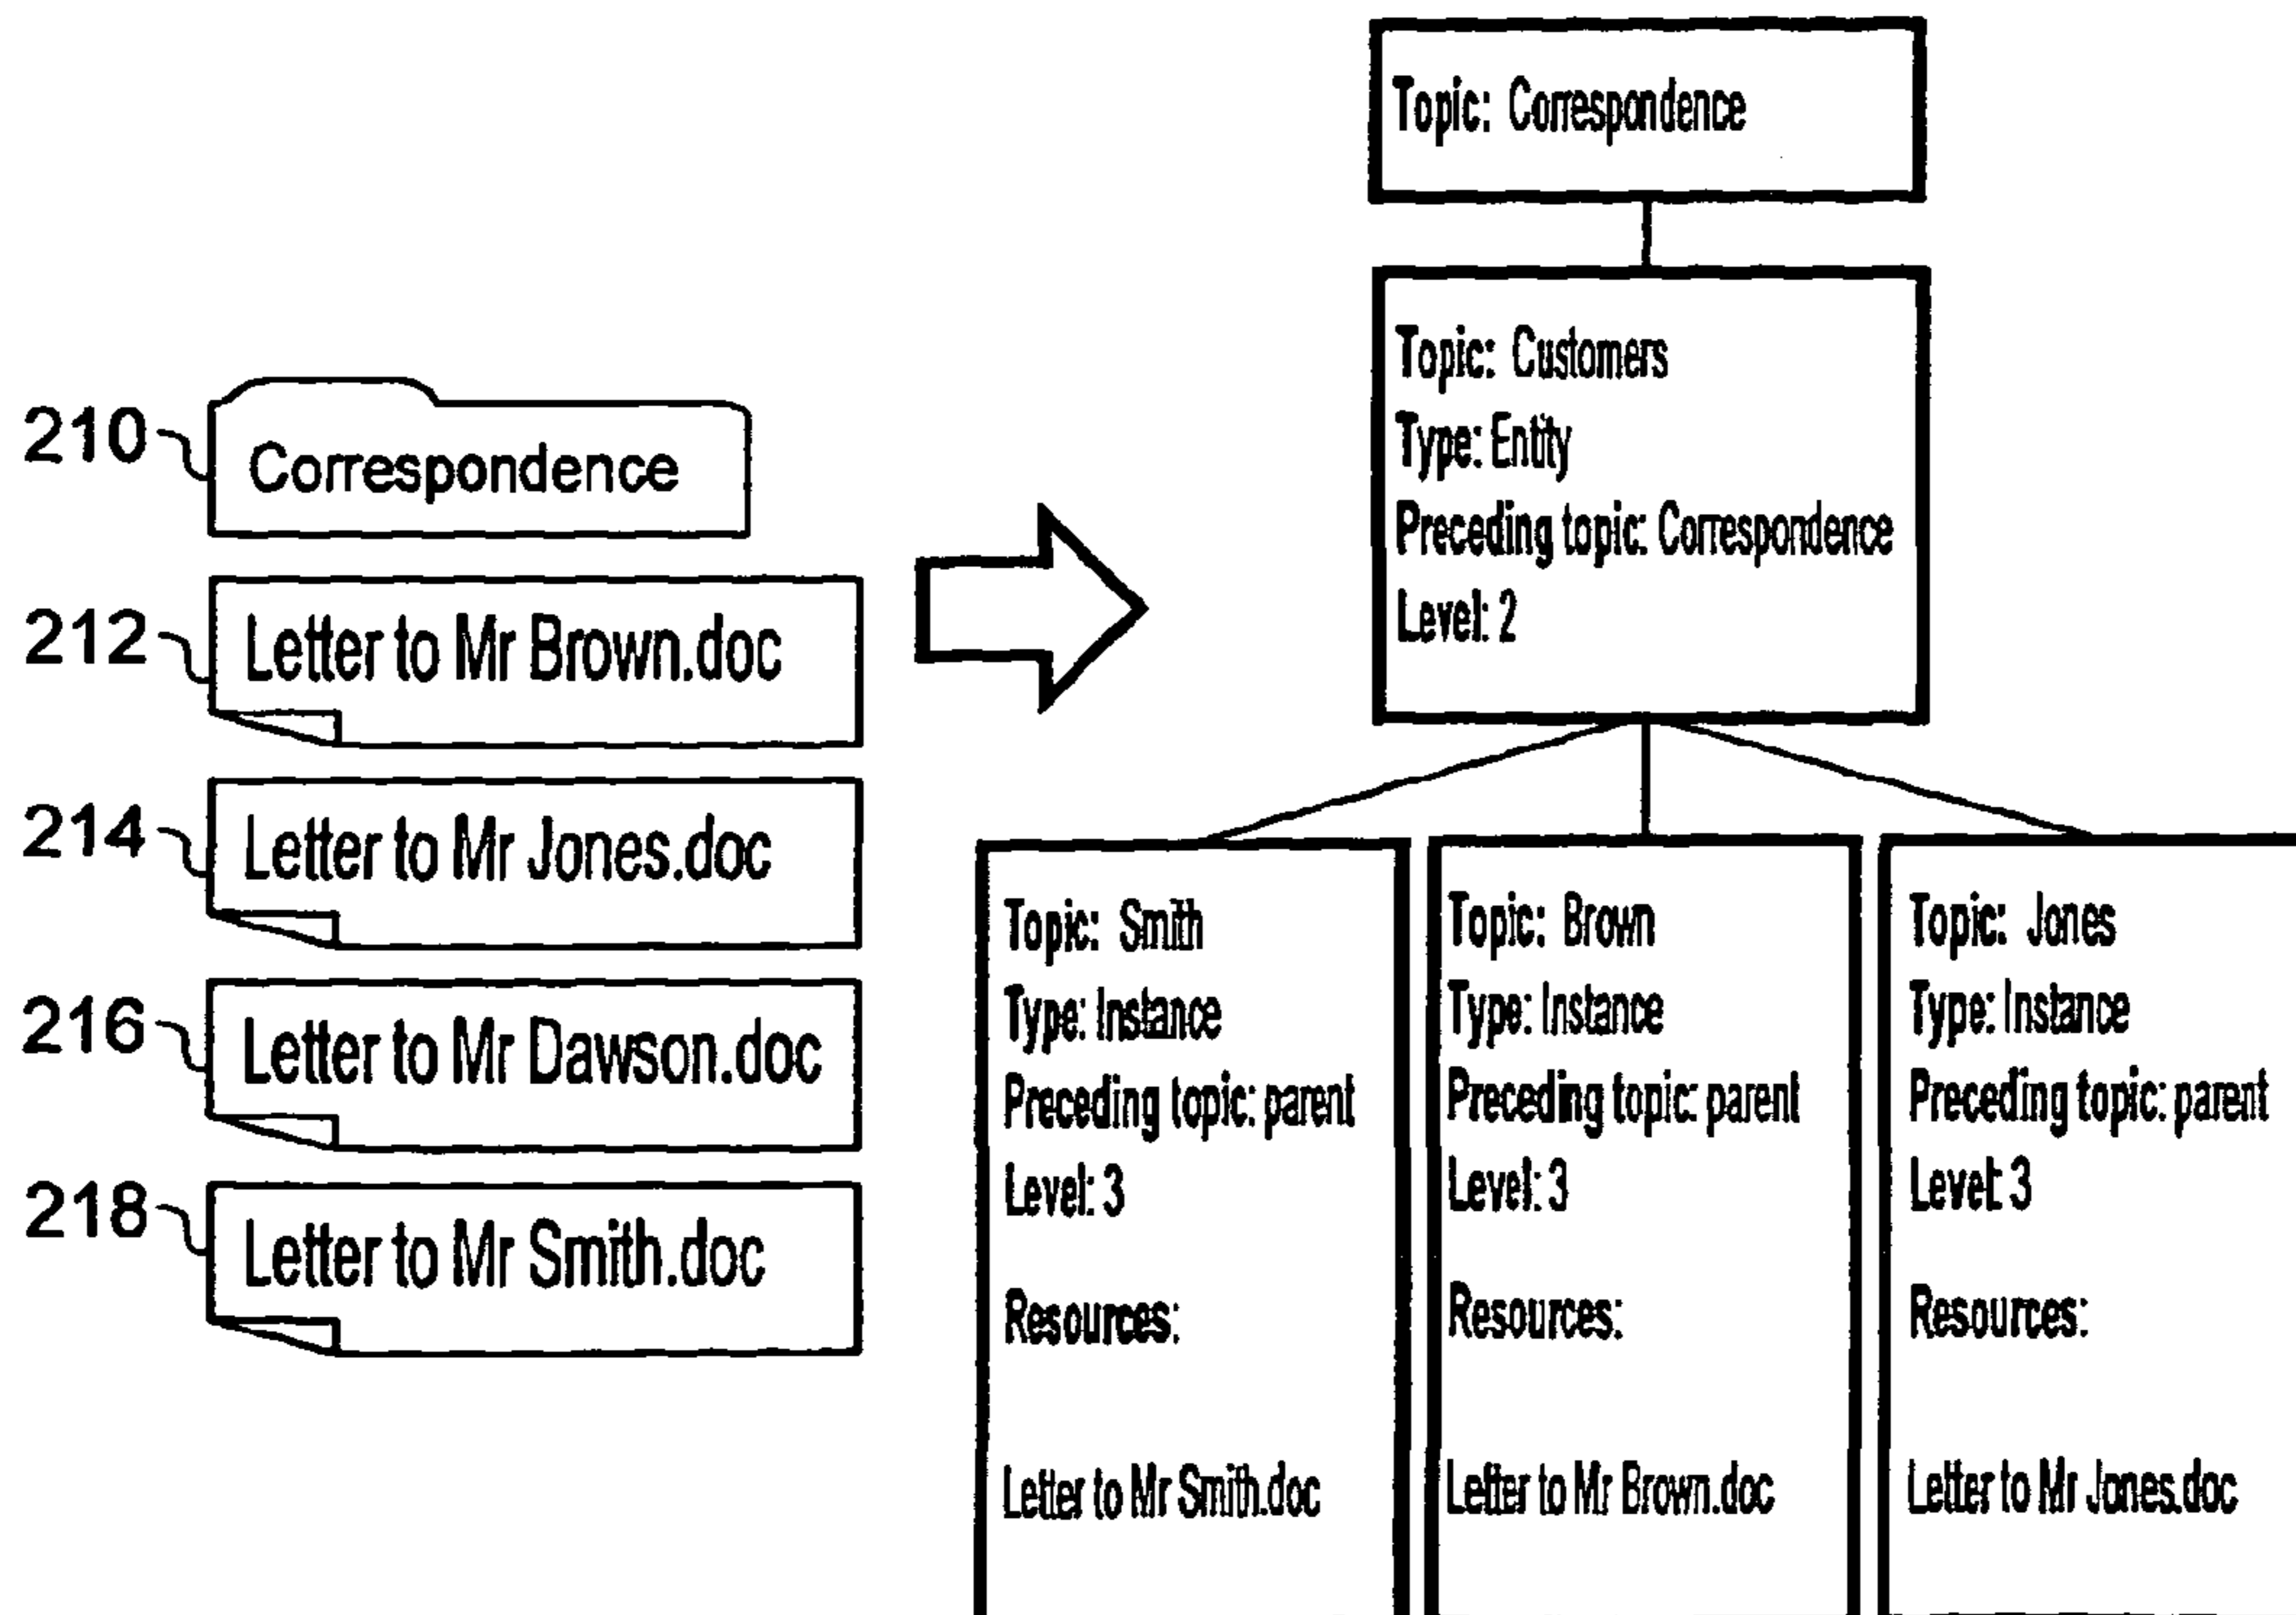 210
Correspondence
212
Letter to Mr Brown.doc
214
Letter to Mr Jones.doc
216
Letter to Mr Dawson.doc
218
Letter to Mr Smith.doc
Topic: Correspondence
Topic: Customers
Type: Entity
Preceding topic: Correspondence
Level: 2
Topic: Smith
Type: Instance
Preceding topic: parent
Level: 3
Resources:
Letter to Mr Smith.doc
Topic: Brown
Type: Instance
Preceding topic: parent
Level: 3
Resources:
Letter to Mr Brown.doc
Topic: Jones
Type: Instance
Preceding topic: parent
Level: 3
Resources:
Letter to Mr Jones.doc